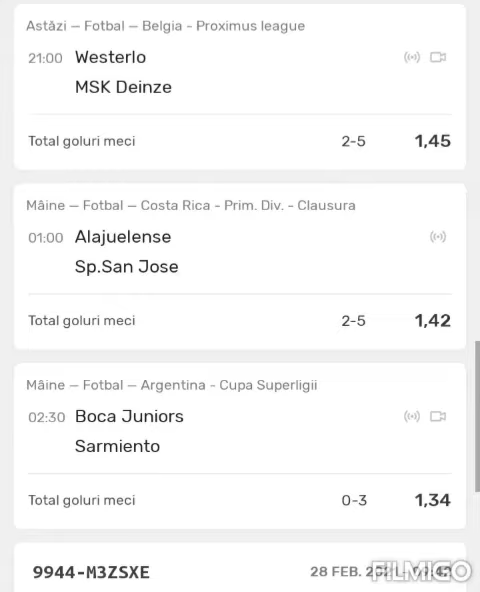 Astăzi — Fotbal — Belgia - Proximus league
21:00 Westerlo
MSK Deinze
Total goluri meci 2-5 1,45
Mâine — Fotbal — Costa Rica - Prim. Div. - Clausura
01:00 Alajuelense
Sp.San Jose
Total goluri meci 2-5 1,42
Mâine — Fotbal — Argentina - Cupa Superligii
02:30 Boca Juniors
Sarmiento
Total goluri meci 0-3 1,34
9944-M3ZSXE 28 FEB. 2021
FILMIGO